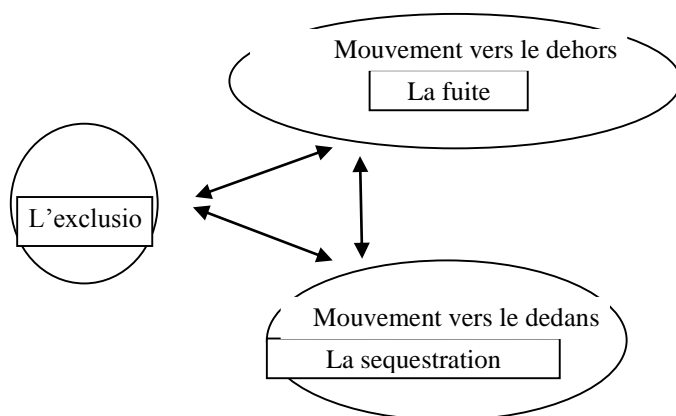 Mouvement vers le dehors
La fuite
L'exclusio
Mouvement vers le dedans
La sequestration